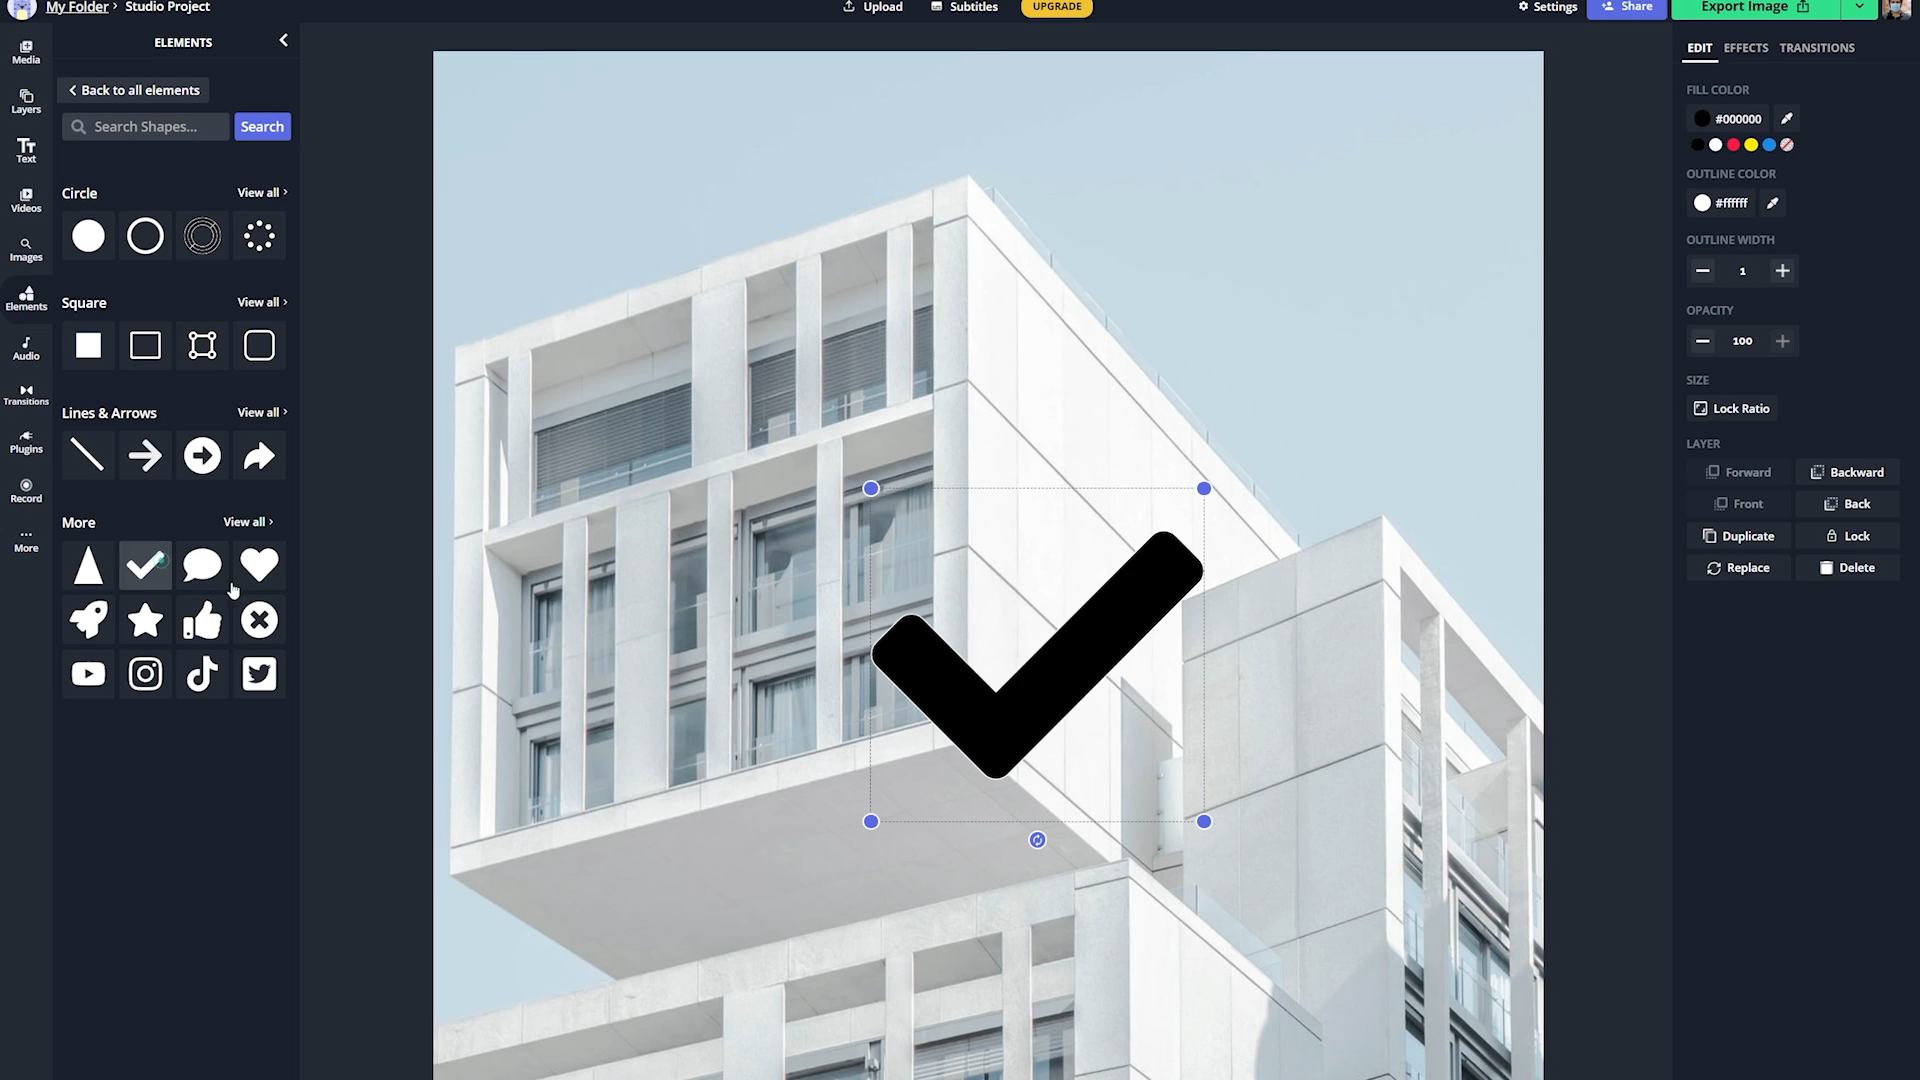 My Folder › Studio Project
Upload
Subtitles
UPGRADE
Settings
Share
Export Image
Media
Layers
Text
Videos
Images
Elements
Audio
Transitions
Plugins
Record
More
ELEMENTS
Back to all elements
Search Shapes...
Search
Circle
View all ›
Square
View all ›
Lines & Arrows
View all ›
More
View all ›
EDIT EFFECTS TRANSITIONS
FILL COLOR
#000000
OUTLINE COLOR
#ffffff
OUTLINE WIDTH
1
OPACITY
100
SIZE
Lock Ratio
LAYER
Forward Backward
Front Back
Duplicate Lock
Replace Delete